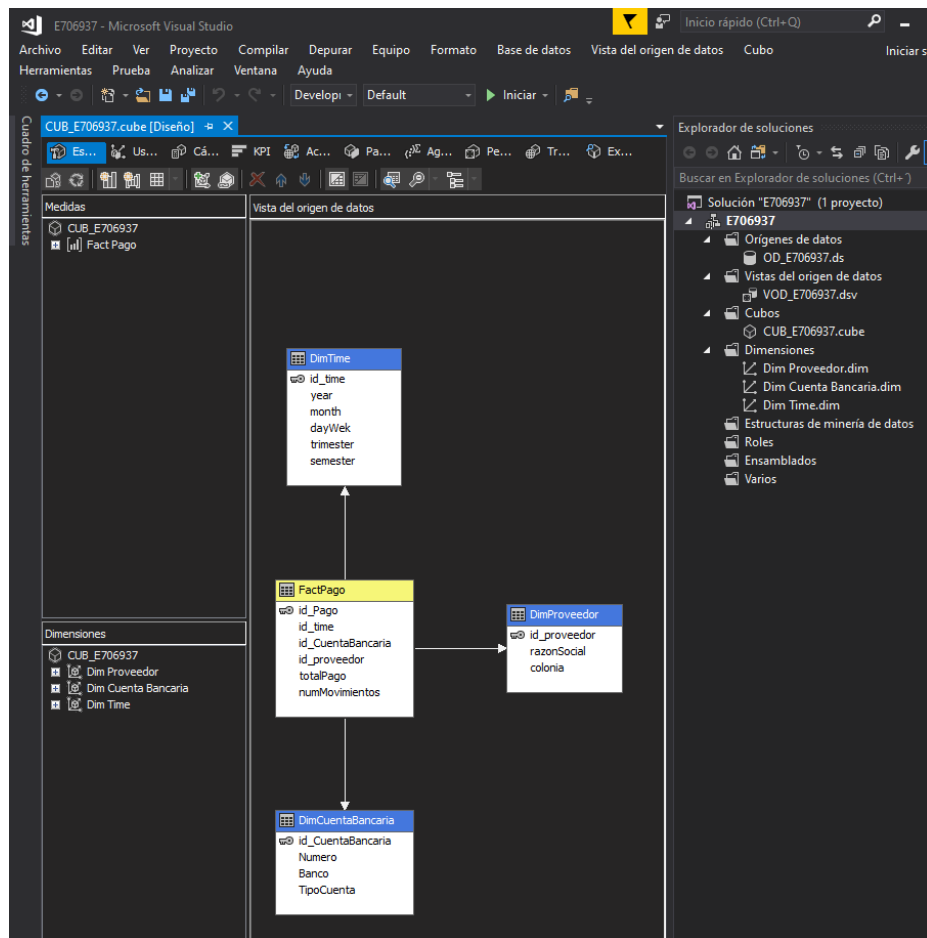 E706937 - Microsoft Visual Studio
Inicio rápido (Ctrl+Q)
Archivo Editar Ver Proyecto Compilar Depurar Equipo Formato Base de datos Vista del origen de datos Cubo Iniciar s
Herramientas Prueba Analizar Ventana Ayuda
Developı Default Iniciar
Cuadro de herramientas
CUB_E706937.cube [Diseño]
Es... Us... Cá... KPI Ac... Pa... Ag... Pe... Tr... Ex...
Medidas
CUB_E706937
Fact Pago
Dimensiones
CUB_E706937
Dim Proveedor
Dim Cuenta Bancaria
Dim Time
Vista del origen de datos
DimTime
id_time
year
month
dayWek
trimester
semester
FactPago
id_Pago
id_time
id_CuentaBancaria
id_proveedor
totalPago
numMovimientos
DimProveedor
id_proveedor
razonSocial
colonia
DimCuentaBancaria
id_CuentaBancaria
Numero
Banco
TipoCuenta
Explorador de soluciones
Buscar en Explorador de soluciones (Ctrl+´)
Solución "E706937" (1 proyecto)
E706937
Orígenes de datos
OD_E706937.ds
Vistas del origen de datos
VOD_E706937.dsv
Cubos
CUB_E706937.cube
Dimensiones
Dim Proveedor.dim
Dim Cuenta Bancaria.dim
Dim Time.dim
Estructuras de minería de datos
Roles
Ensamblados
Varios